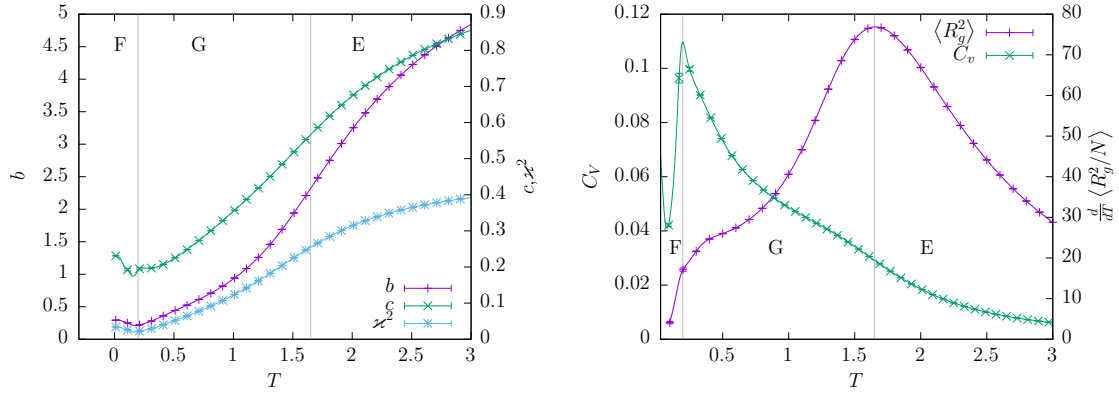 0
0.5
1
1.5
2
2.5
3
3.5
4
4.5
5
b
F
G
E
0
0.1
0.2
0.3
0.4
0.5
0.6
0.7
0.8
0.9
c,ϰ²
b
c
ϰ²
0 0.5 1 1.5 2 2.5 3
T
0
0.02
0.04
0.06
0.08
0.1
0.12
C_V
⟨R_g²⟩
C_v
F
G
E
0
10
20
30
40
50
60
70
80
d/dT ⟨R_g²/N⟩
0.5 1 1.5 2 2.5 3
T